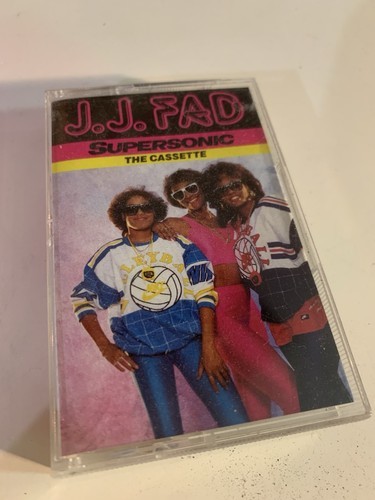 J.J. FAD
SUPERSONIC
THE CASSETTE